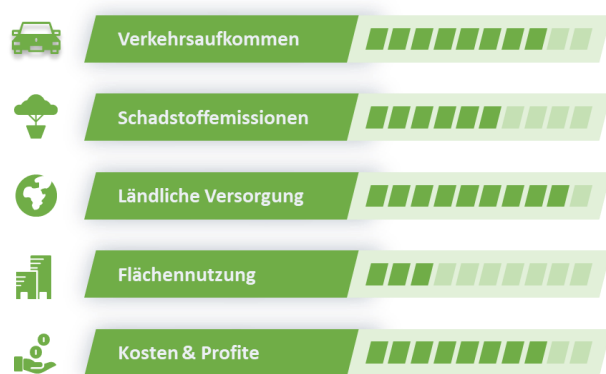 Verkehrsaufkommen
Schadstoffemissionen
Ländliche Versorgung
Flächennutzung
Kosten & Profite